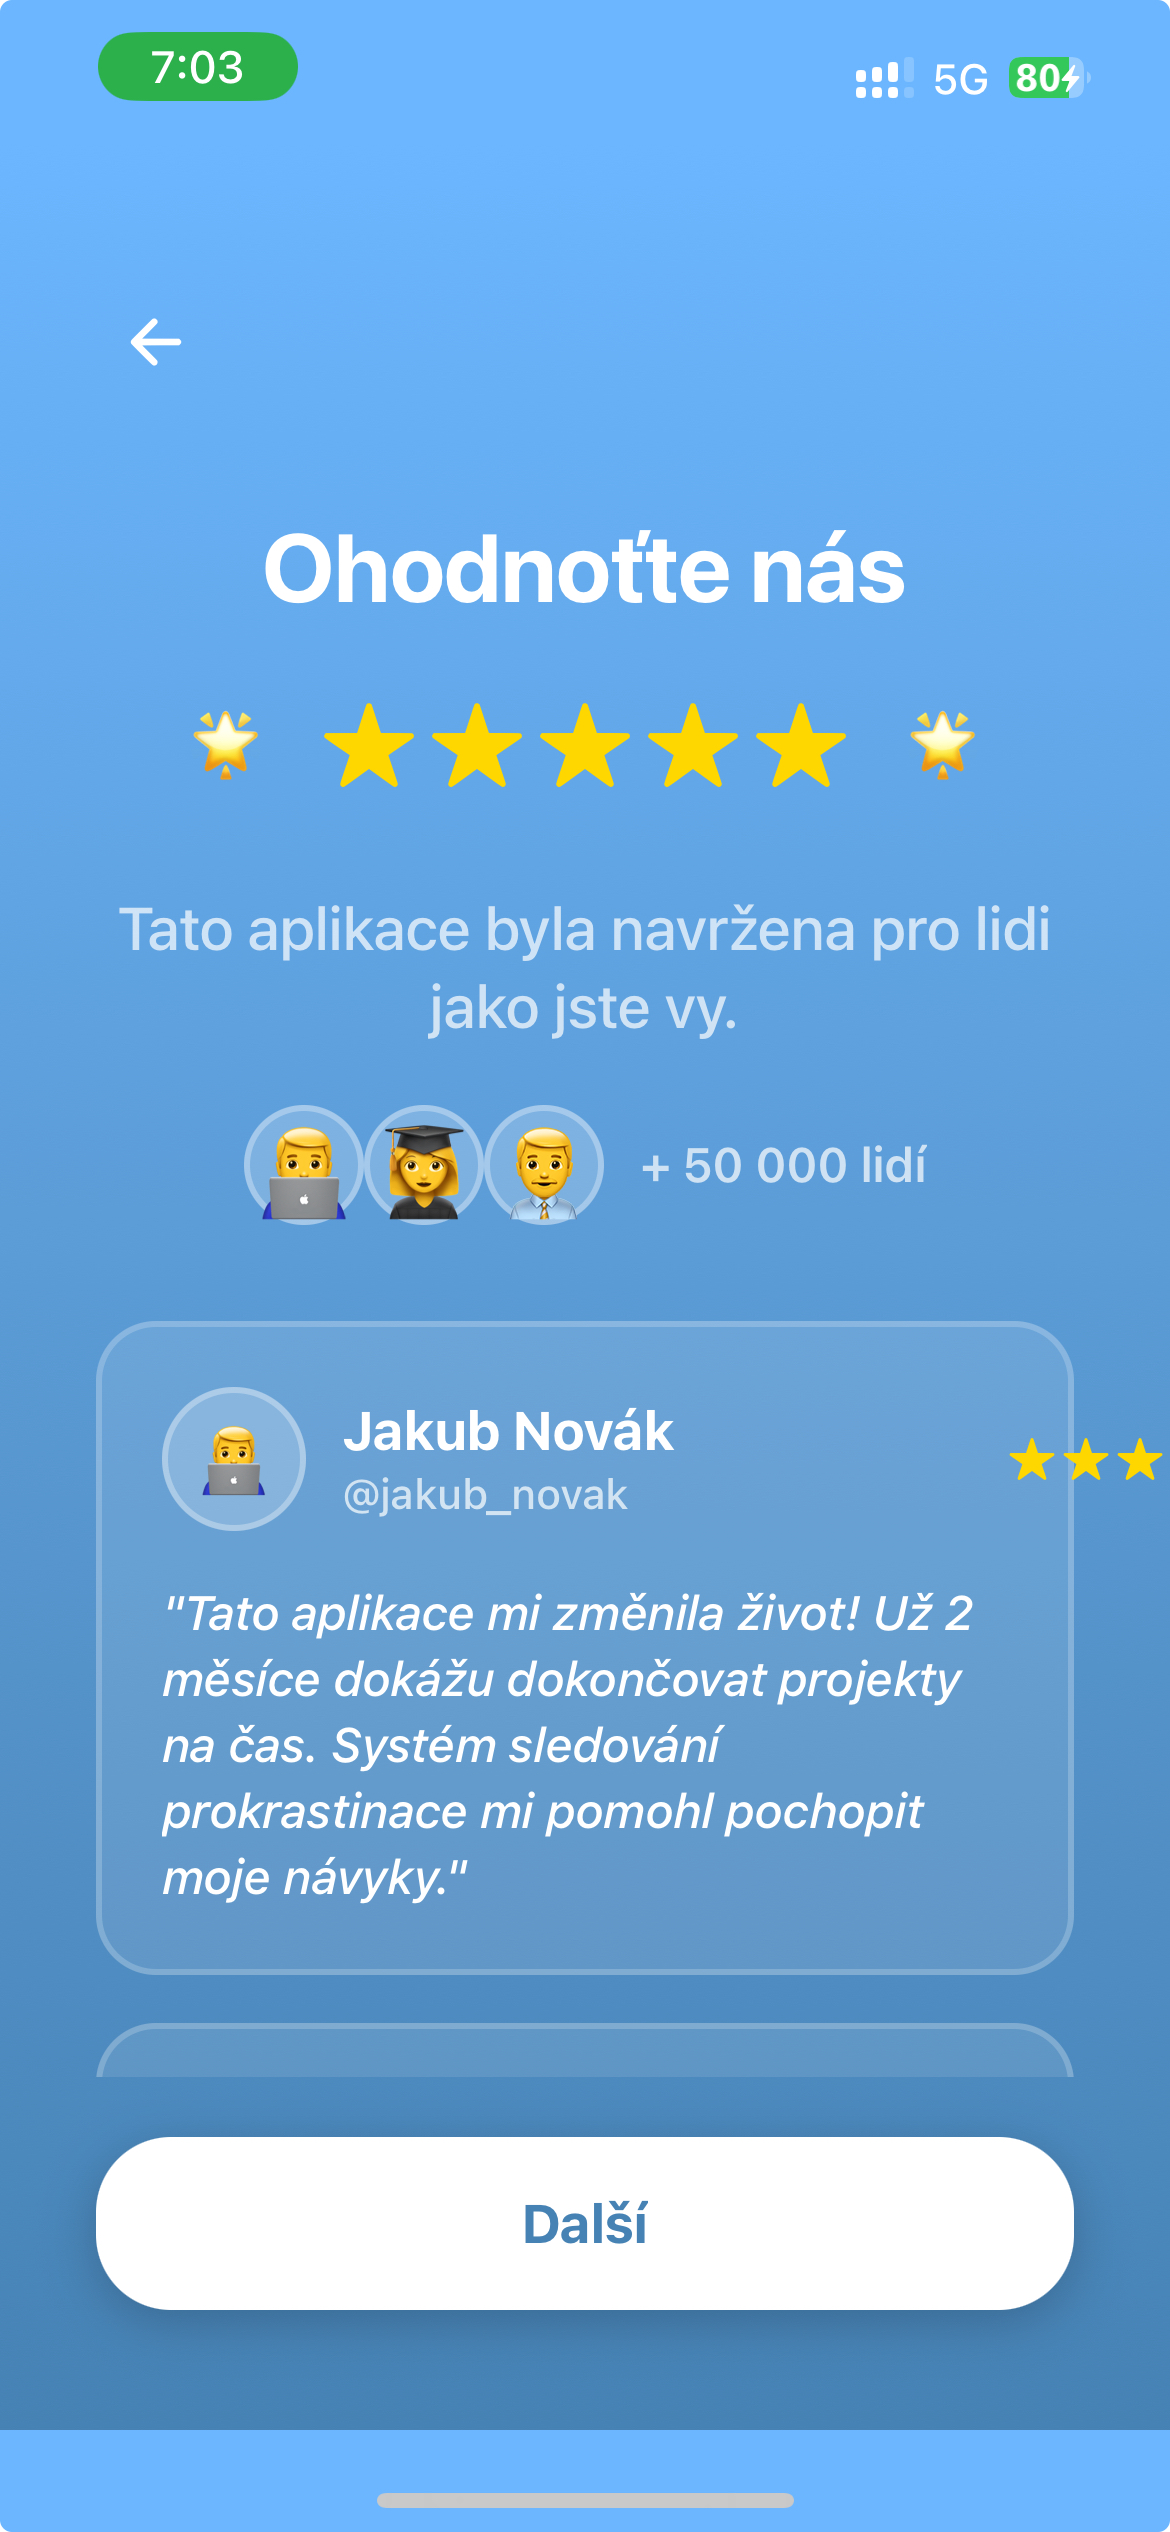 7:03
5G
80
Ohodnoťte nás
Tato aplikace byla navržena pro lidi
jako jste vy.
+ 50 000 lidí
Jakub Novák
@jakub_novak
"Tato aplikace mi změnila život! Už 2
měsíce dokážu dokončovat projekty
na čas. Systém sledování
prokrastinace mi pomohl pochopit
moje návyky."
Další